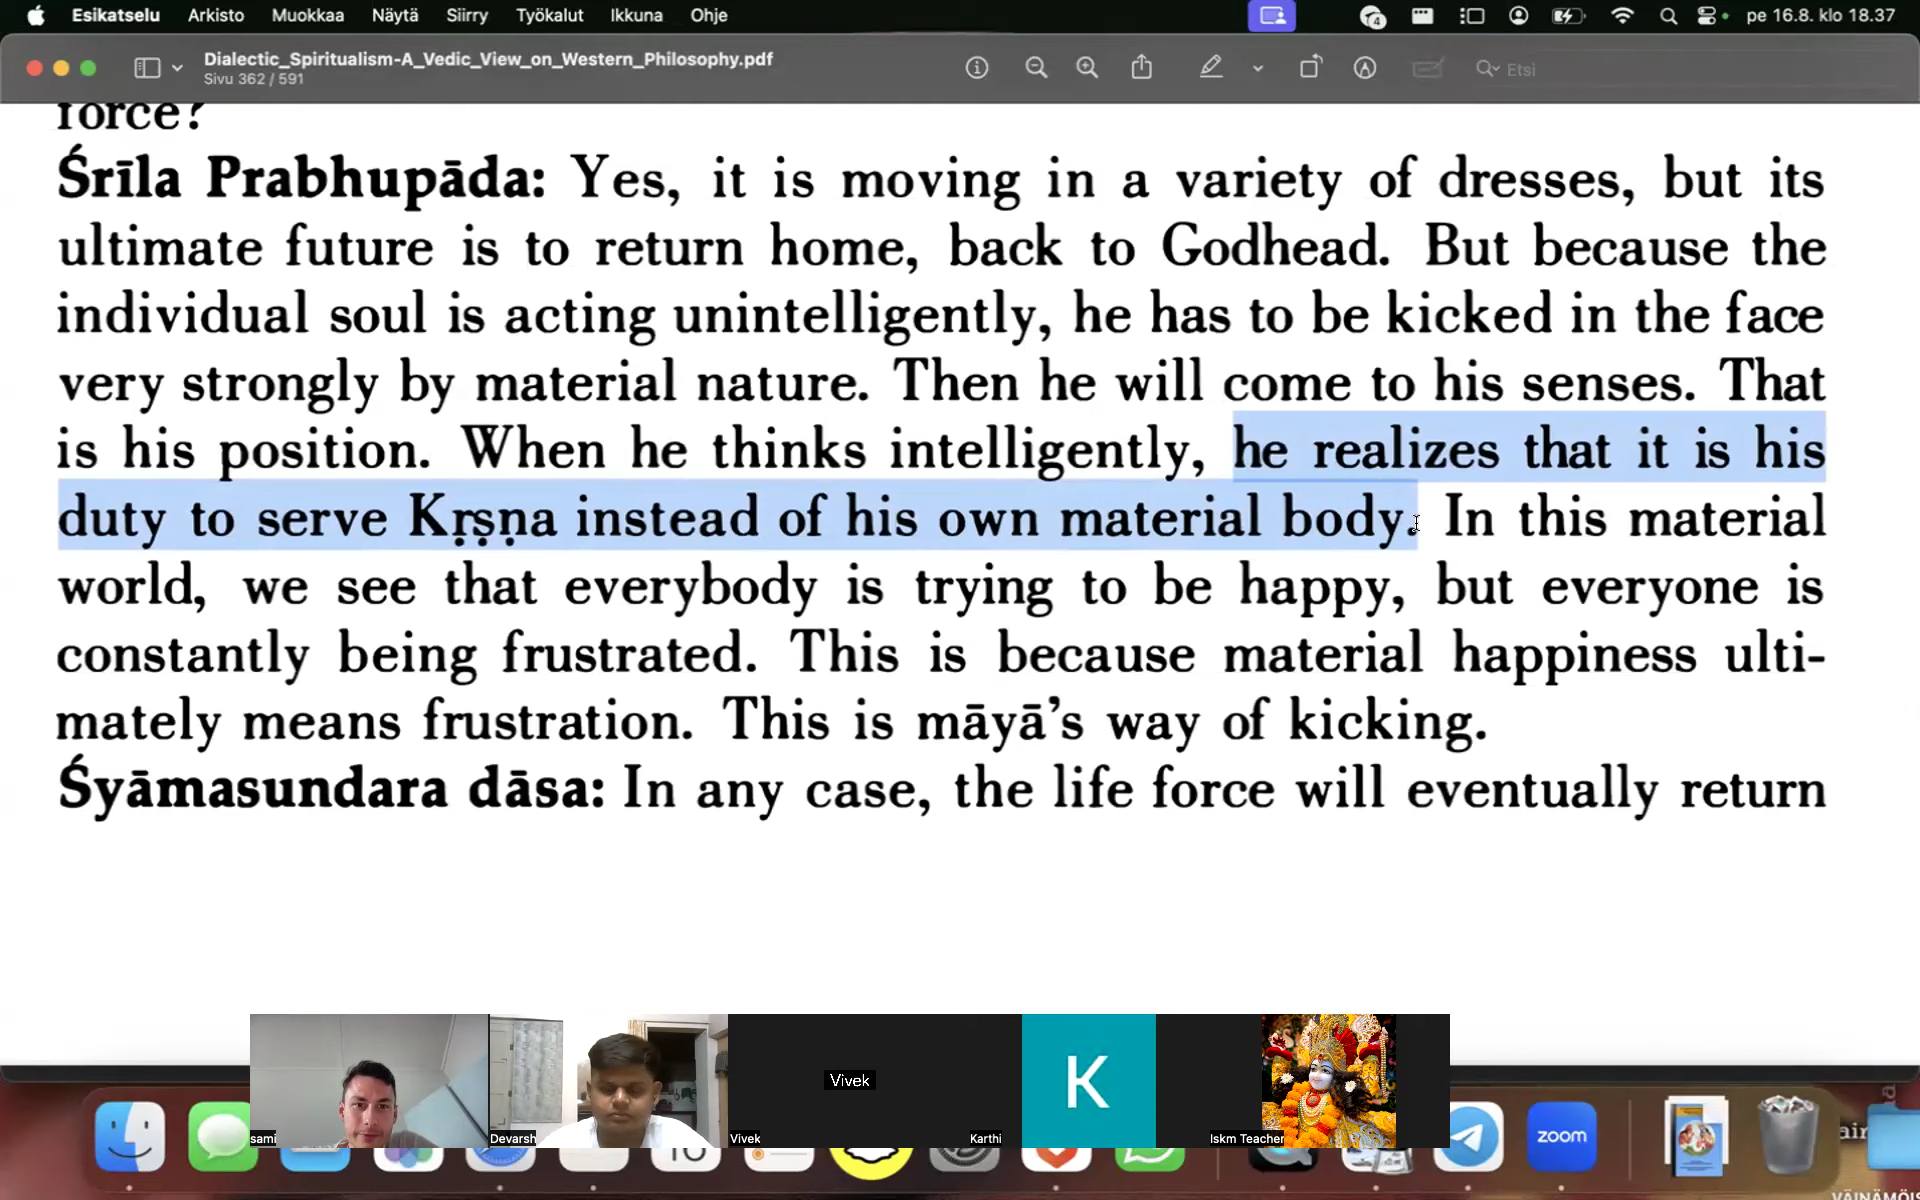 Esikatselu Arkisto Muokkaa Näytä Siirry Työkalut Ikkuna Ohje 4 pe 16.8. klo 18.37
Dialectic_Spiritualism-A_Vedic_View_on_Western_Philosophy.pdf
Sivu 362 / 591
Etsi
force?
Śrīla Prabhupāda: Yes, it is moving in a variety of dresses, but its
ultimate future is to return home, back to Godhead. But because the
individual soul is acting unintelligently, he has to be kicked in the face
very strongly by material nature. Then he will come to his senses. That
is his position. When he thinks intelligently, he realizes that it is his
duty to serve Kṛṣṇa instead of his own material body. In this material
world, we see that everybody is trying to be happy, but everyone is
constantly being frustrated. This is because material happiness ulti-
mately means frustration. This is māyā’s way of kicking.
Śyāmasundara dāsa: In any case, the life force will eventually return
Vivek
K
sami Devarsh Vivek Karthi Iskm Teacher
zoom